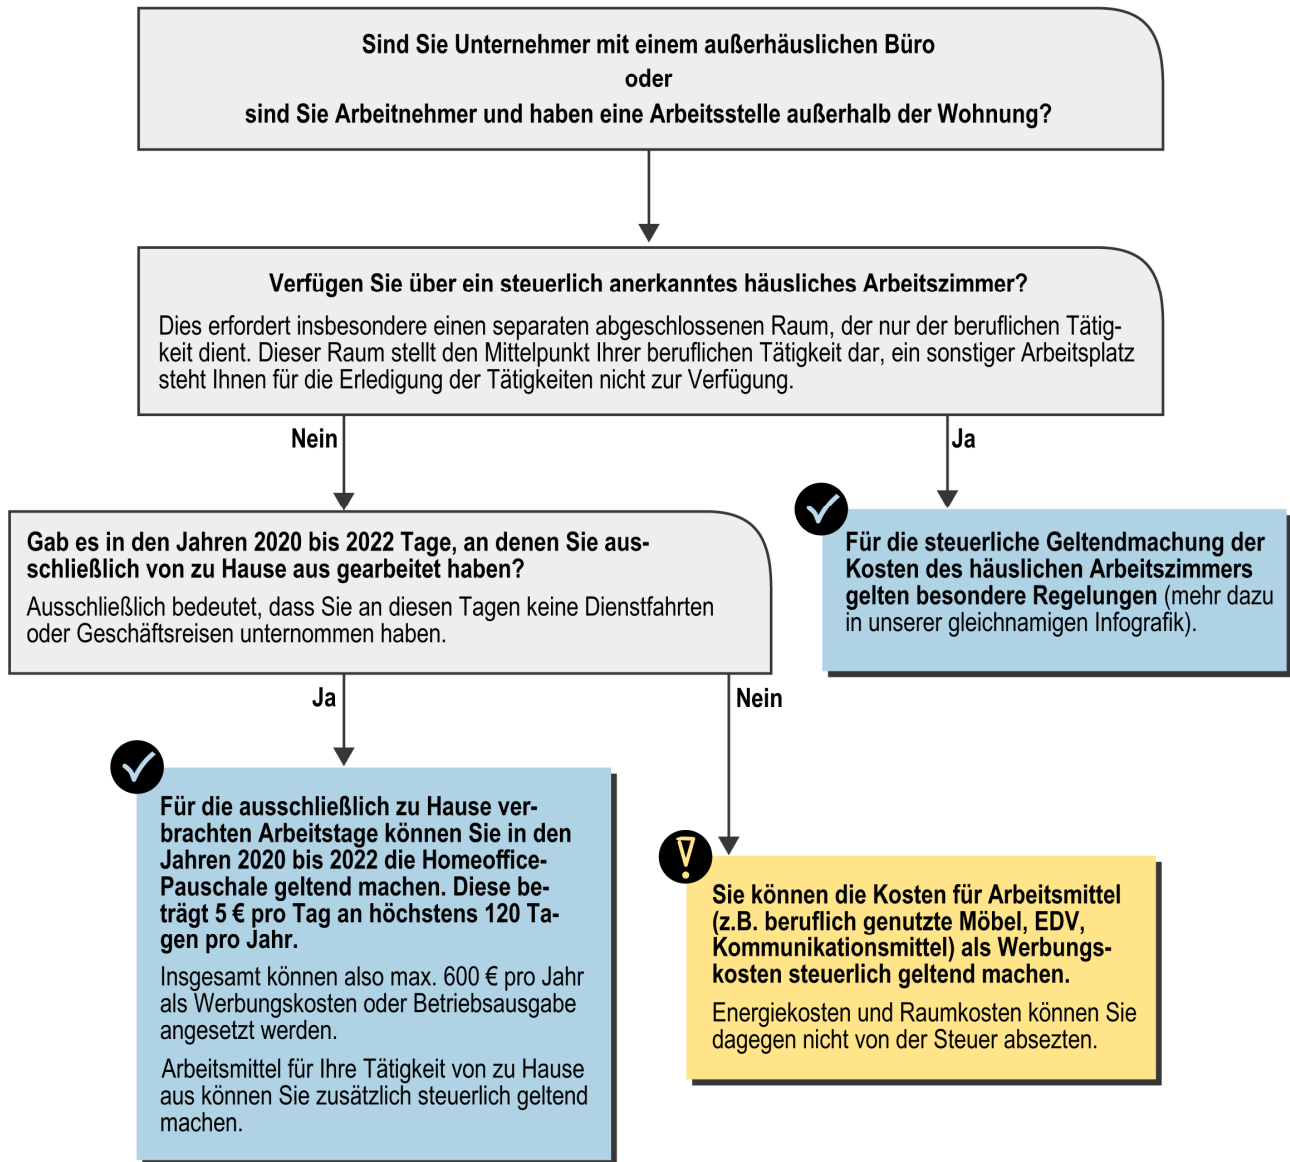 Sind Sie Unternehmer mit einem außerhäuslichen Büro
oder
sind Sie Arbeitnehmer und haben eine Arbeitsstelle außerhalb der Wohnung?
Verfügen Sie über ein steuerlich anerkanntes häusliches Arbeitszimmer?
Dies erfordert insbesondere einen separaten abgeschlossenen Raum, der nur der beruflichen Tätig-
keit dient. Dieser Raum stellt den Mittelpunkt Ihrer beruflichen Tätigkeit dar, ein sonstiger Arbeitsplatz
steht Ihnen für die Erledigung der Tätigkeiten nicht zur Verfügung.
Nein
Ja
Gab es in den Jahren 2020 bis 2022 Tage, an denen Sie aus-
schließlich von zu Hause aus gearbeitet haben?
Ausschließlich bedeutet, dass Sie an diesen Tagen keine Dienstfahrten
oder Geschäftsreisen unternommen haben.
Für die steuerliche Geltendmachung der
Kosten des häuslichen Arbeitszimmers
gelten besondere Regelungen (mehr dazu
in unserer gleichnamigen Infografik).
Ja
Nein
Für die ausschließlich zu Hause ver-
brachten Arbeitstage können Sie in den
Jahren 2020 bis 2022 die Homeoffice-
Pauschale geltend machen. Diese be-
trägt 5 € pro Tag an höchstens 120 Ta-
gen pro Jahr.
Insgesamt können also max. 600 € pro Jahr
als Werbungskosten oder Betriebsausgabe
angesetzt werden.
Arbeitsmittel für Ihre Tätigkeit von zu Hause
aus können Sie zusätzlich steuerlich geltend
machen.
Sie können die Kosten für Arbeitsmittel
(z.B. beruflich genutzte Möbel, EDV,
Kommunikationsmittel) als Werbungs-
kosten steuerlich geltend machen.
Energiekosten und Raumkosten können Sie
dagegen nicht von der Steuer absezten.